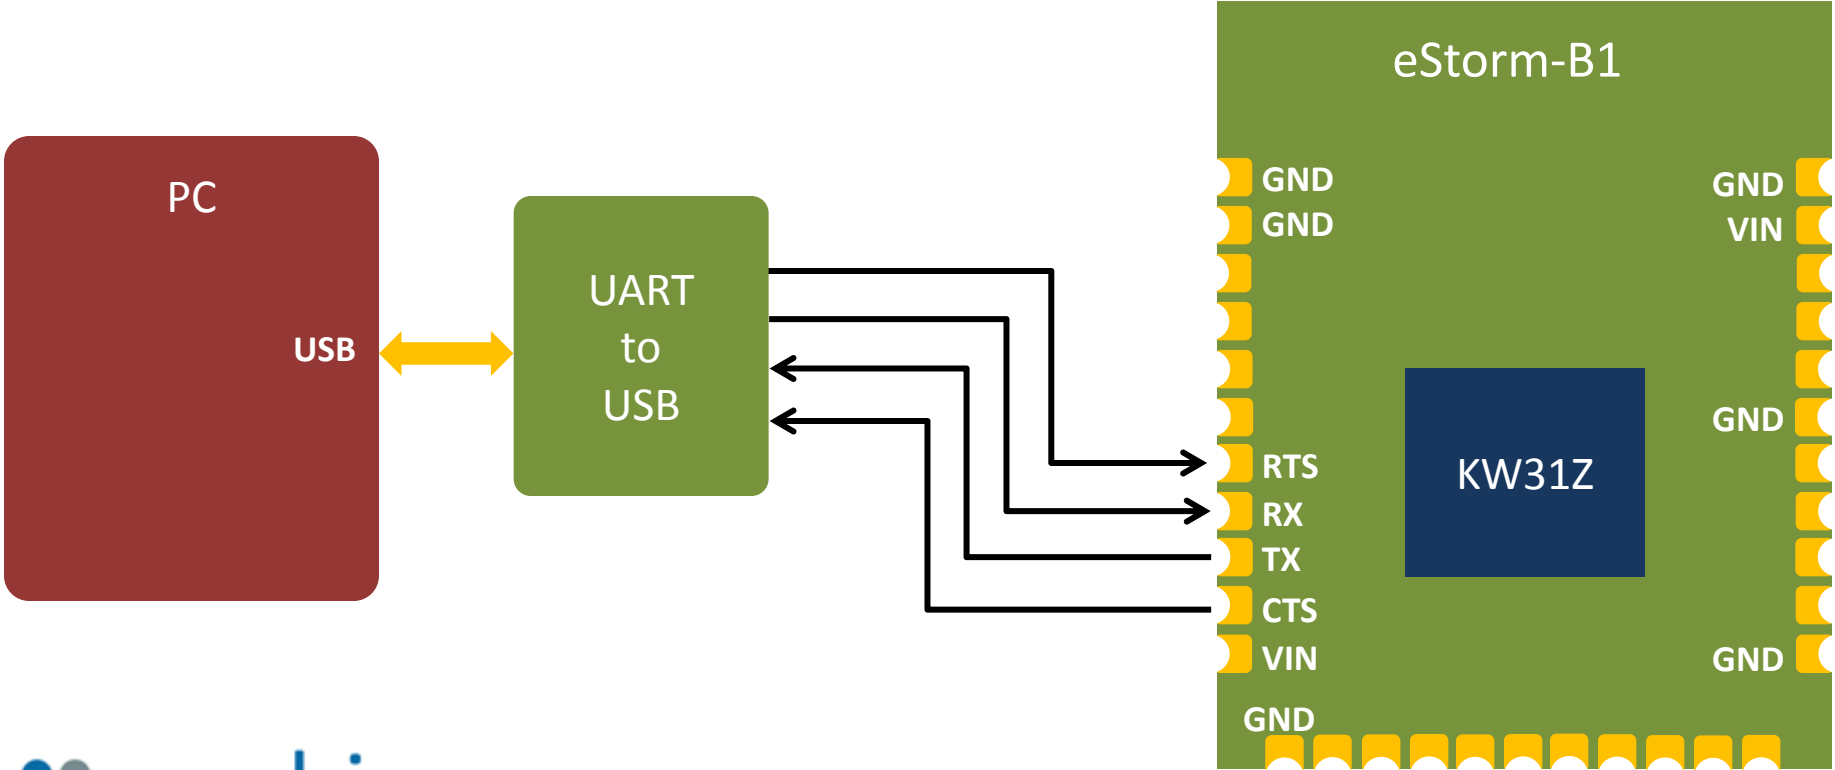 eStorm-B1
PC
USB
UART
to
USB
GND
GND
RTS
RX
TX
CTS
VIN
GND
KW31Z
GND
VIN
GND
GND